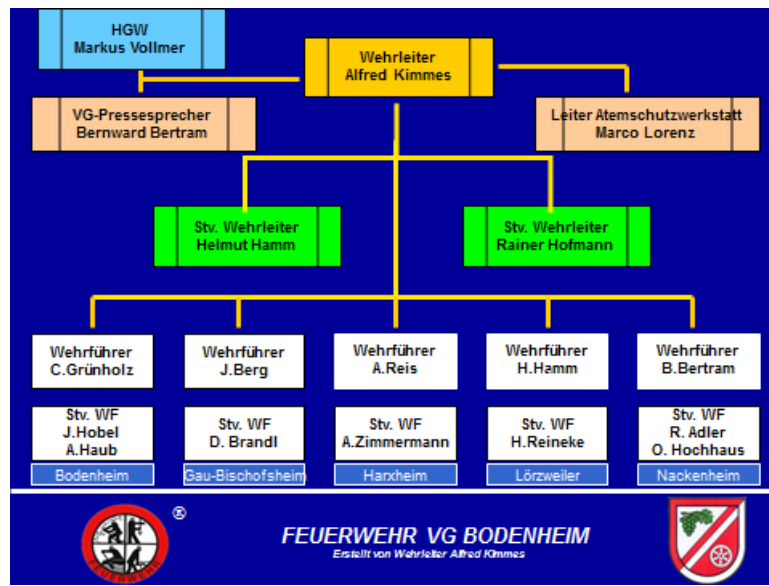 HGW
Markus Vollmer
Wehrleiter
Alfred Kimmes
VG-Pressesprecher
Bernward Bertram
Leiter Atemschutzwerkstatt
Marco Lorenz
Stv. Wehrleiter
Helmut Hamm
Stv. Wehrleiter
Rainer Hofmann
Wehrführer
C.Grünholz
Wehrführer
J.Berg
Wehrführer
A.Reis
Wehrführer
H.Hamm
Wehrführer
B.Bertram
Stv. WF
J.Hobel
A.Haub
Stv. WF
D. Brandl
Stv. WF
A.Zimmermann
Stv. WF
H.Reineke
Stv. WF
R. Adler
O. Hochhaus
Bodenheim
Gau-Bischofsheim
Harxheim
Lörzweiler
Nackenheim
®
FEUERWEHR
FEUERWEHR VG BODENHEIM
Erstellt von Wehrleiter Alfred Kimmes